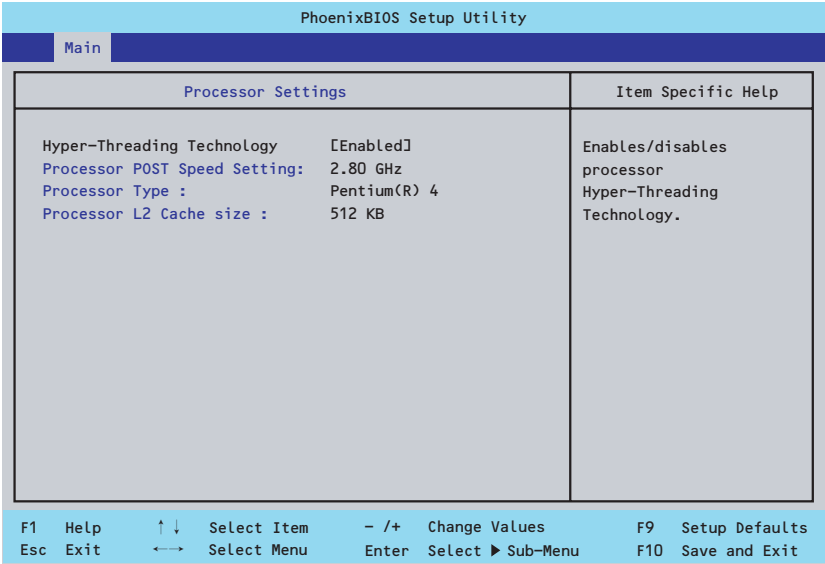 PhoenixBIOS Setup Utility
Main
Processor Settings
Item Specific Help
Hyper-Threading Technology [Enabled]
Processor POST Speed Setting: 2.80 GHz
Processor Type : Pentium(R) 4
Processor L2 Cache size : 512 KB
Enables/disables
processor
Hyper-Threading
Technology.
F1 Help ↑↓ Select Item - /+ Change Values F9 Setup Defaults
Esc Exit ←→ Select Menu Enter Select ▶ Sub-Menu F10 Save and Exit